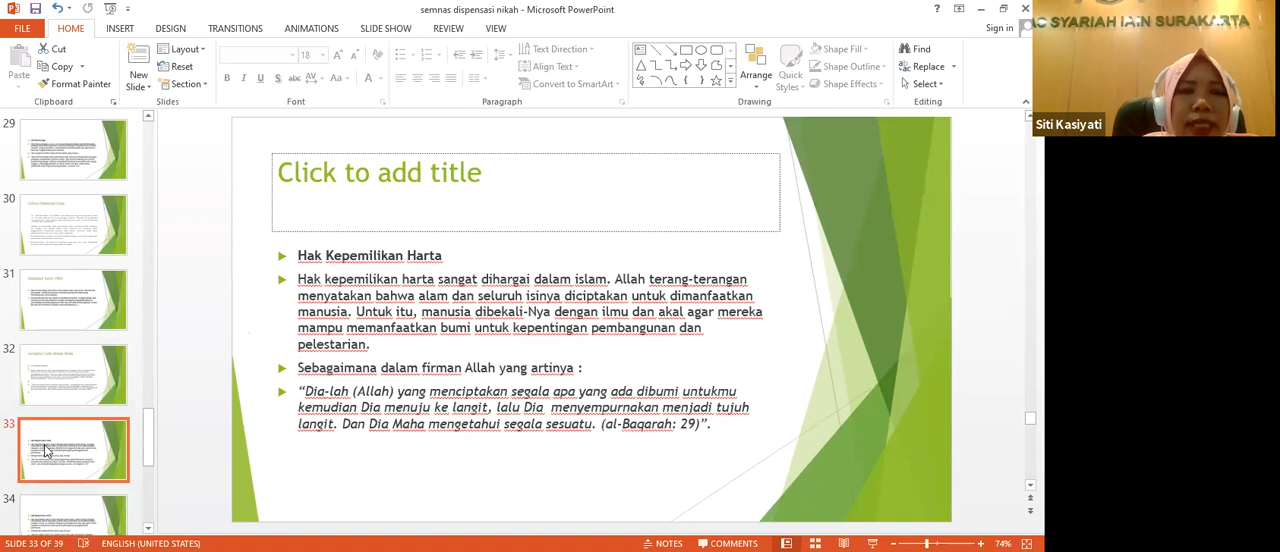 semnas dispensasi nikah - Microsoft PowerPoint
FILE HOME INSERT DESIGN TRANSITIONS ANIMATIONS SLIDE SHOW REVIEW VIEW Sign in
Paste
Cut
Copy
Format Painter
Clipboard
New
Slide
Layout
Reset
Section
Slides
18
B I U S abc AV Aa A
Font
Text Direction
Align Text
Convert to SmartArt
Paragraph
Arrange
Quick
Styles
Shape Fill
Shape Outline
Shape Effects
Drawing
Find
Replace
Select
Editing
SYARIAH IAIN SURAKARTA
Siti Kasiyati
29
30
31
32
33
34
Click to add title
Hak Kepemilikan Harta
Hak kepemilikan harta sangat dihargai dalam islam. Allah terang-terangan
menyatakan bahwa alam dan seluruh isinya diciptakan untuk dimanfaatkan
manusia. Untuk itu, manusia dibekali-Nya dengan ilmu dan akal agar mereka
mampu memanfaatkan bumi untuk kepentingan pembangunan dan
pelestarian.
Sebagaimana dalam firman Allah yang artinya :
“Dia-lah (Allah) yang menciptakan segala apa yang ada dibumi untukmu
kemudian Dia menuju ke langit, lalu Dia menyempurnakan menjadi tujuh
langit. Dan Dia Maha mengetahui segala sesuatu. (al-Baqarah: 29)”.
SLIDE 33 OF 39 ENGLISH (UNITED STATES) NOTES COMMENTS 74%